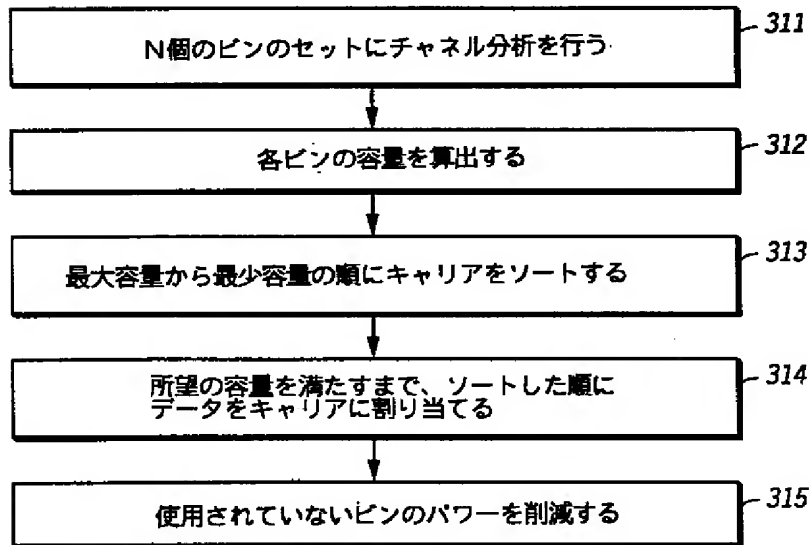 N個のビンのセットにチャネル分析を行う
311
各ビンの容量を算出する
312
最大容量から最少容量の順にキャリアをソートする
313
所望の容量を満たすまで、ソートした順に
データをキャリアに割り当てる
314
使用されていないビンのパワーを削減する
315